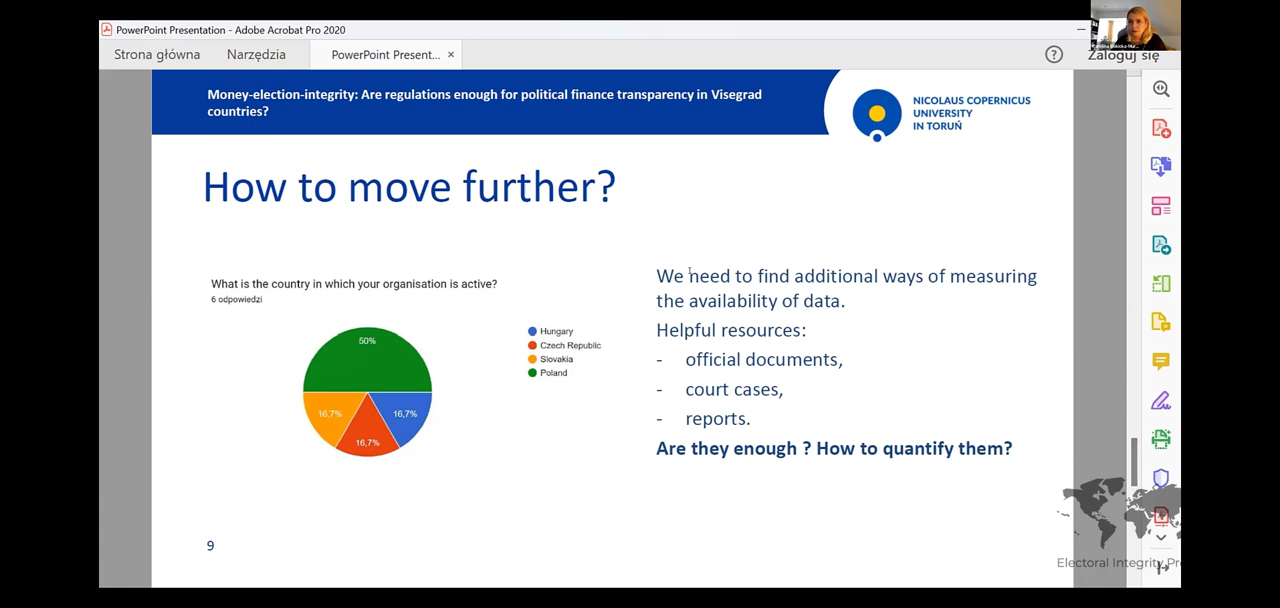 PowerPoint Presentation - Adobe Acrobat Pro 2020
Strona główna
Narzędzia
PowerPoint Present...
×
?
Zaloguj się
Money-election-integrity: Are regulations enough for political finance transparency in Visegrad
countries?
NICOLAUS COPERNICUS
UNIVERSITY
IN TORUŃ
How to move further?
What is the country in which your organisation is active?
6 odpowiedzi
50%
16,7%
16,7%
16,7%
Hungary
Czech Republic
Slovakia
Poland
We need to find additional ways of measuring
the availability of data.
Helpful resources:
- official documents,
- court cases,
- reports.
Are they enough ? How to quantify them?
9
Electoral Integrity